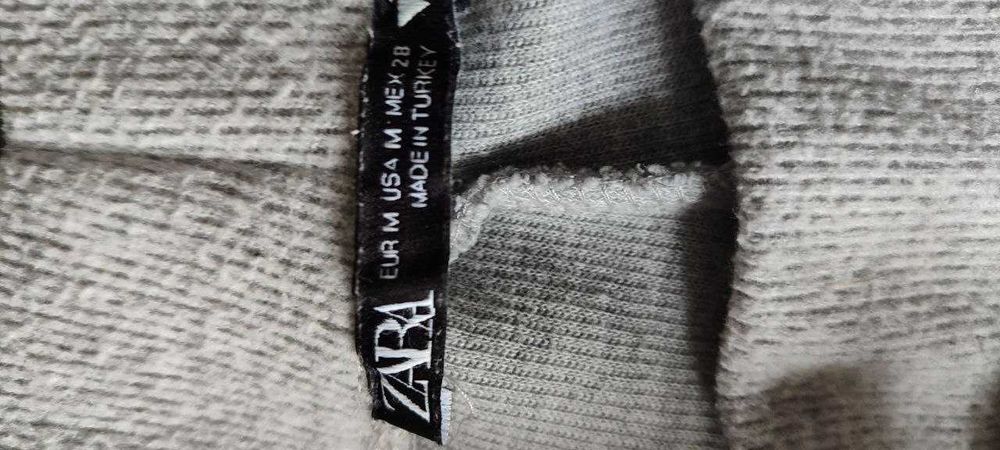 ZARA
EUR M USA M MEX 28
MADE IN TURKEY